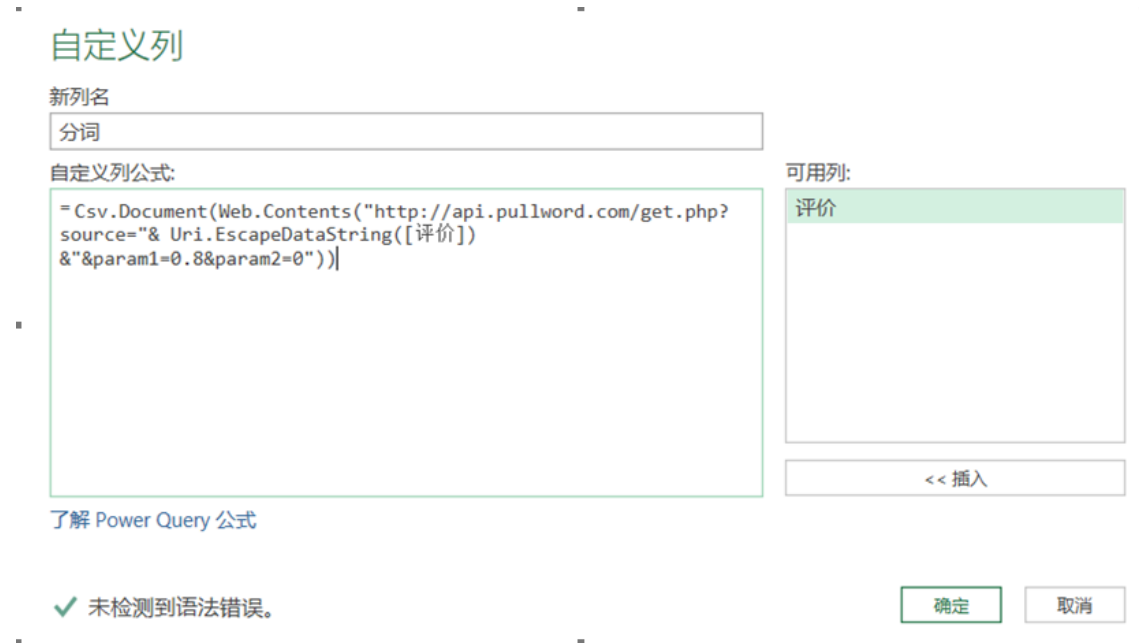 自定义列
新列名
分词
自定义列公式:
可用列:
=Csv.Document(Web.Contents("http://api.pullword.com/get.php?
source="& Uri.EscapeDataString([评价])
&"&param1=0.8&param2=0"))
评价
<< 插入
了解 Power Query 公式
未检测到语法错误。
确定
取消